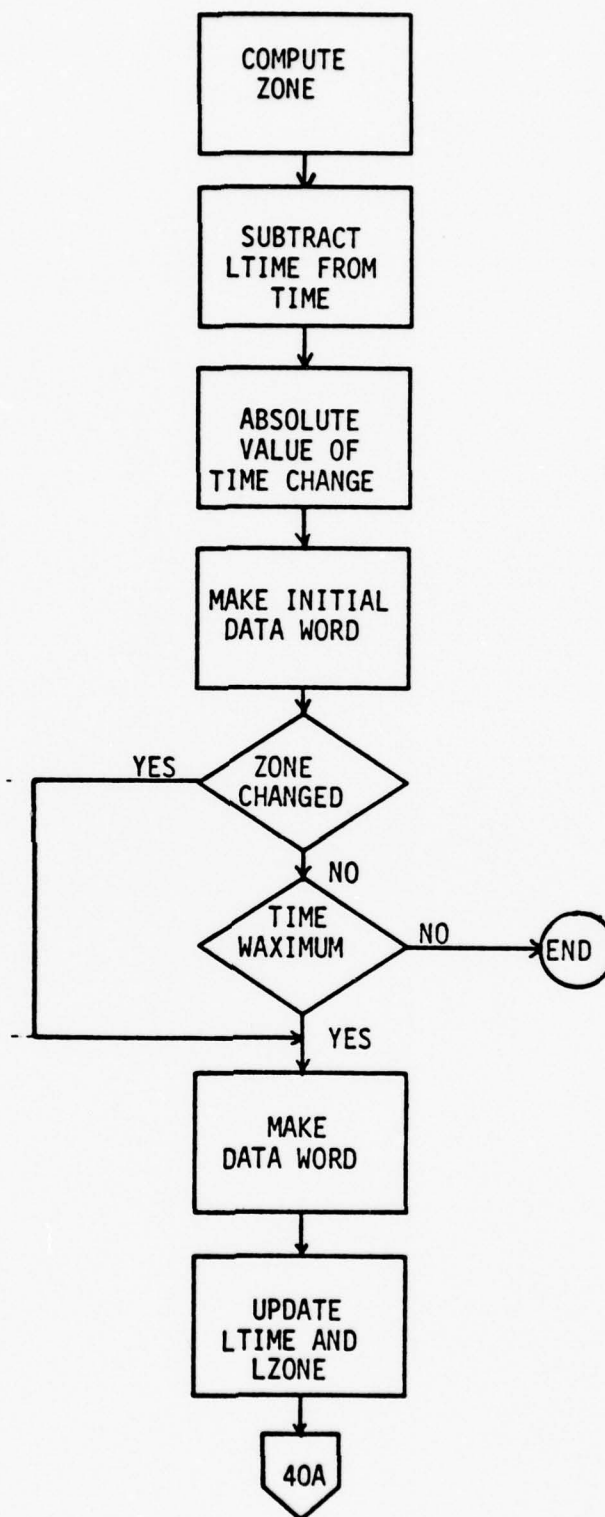 COMPUTE
ZONE
SUBTRACT
LTIME FROM
TIME
ABSOLUTE
VALUE OF
TIME CHANGE
MAKE INITIAL
DATA WORD
YES
ZONE
CHANGED
NO
TIME
WAXIMUM
NO
END
YES
MAKE
DATA WORD
UPDATE
LTIME AND
LZONE
40A